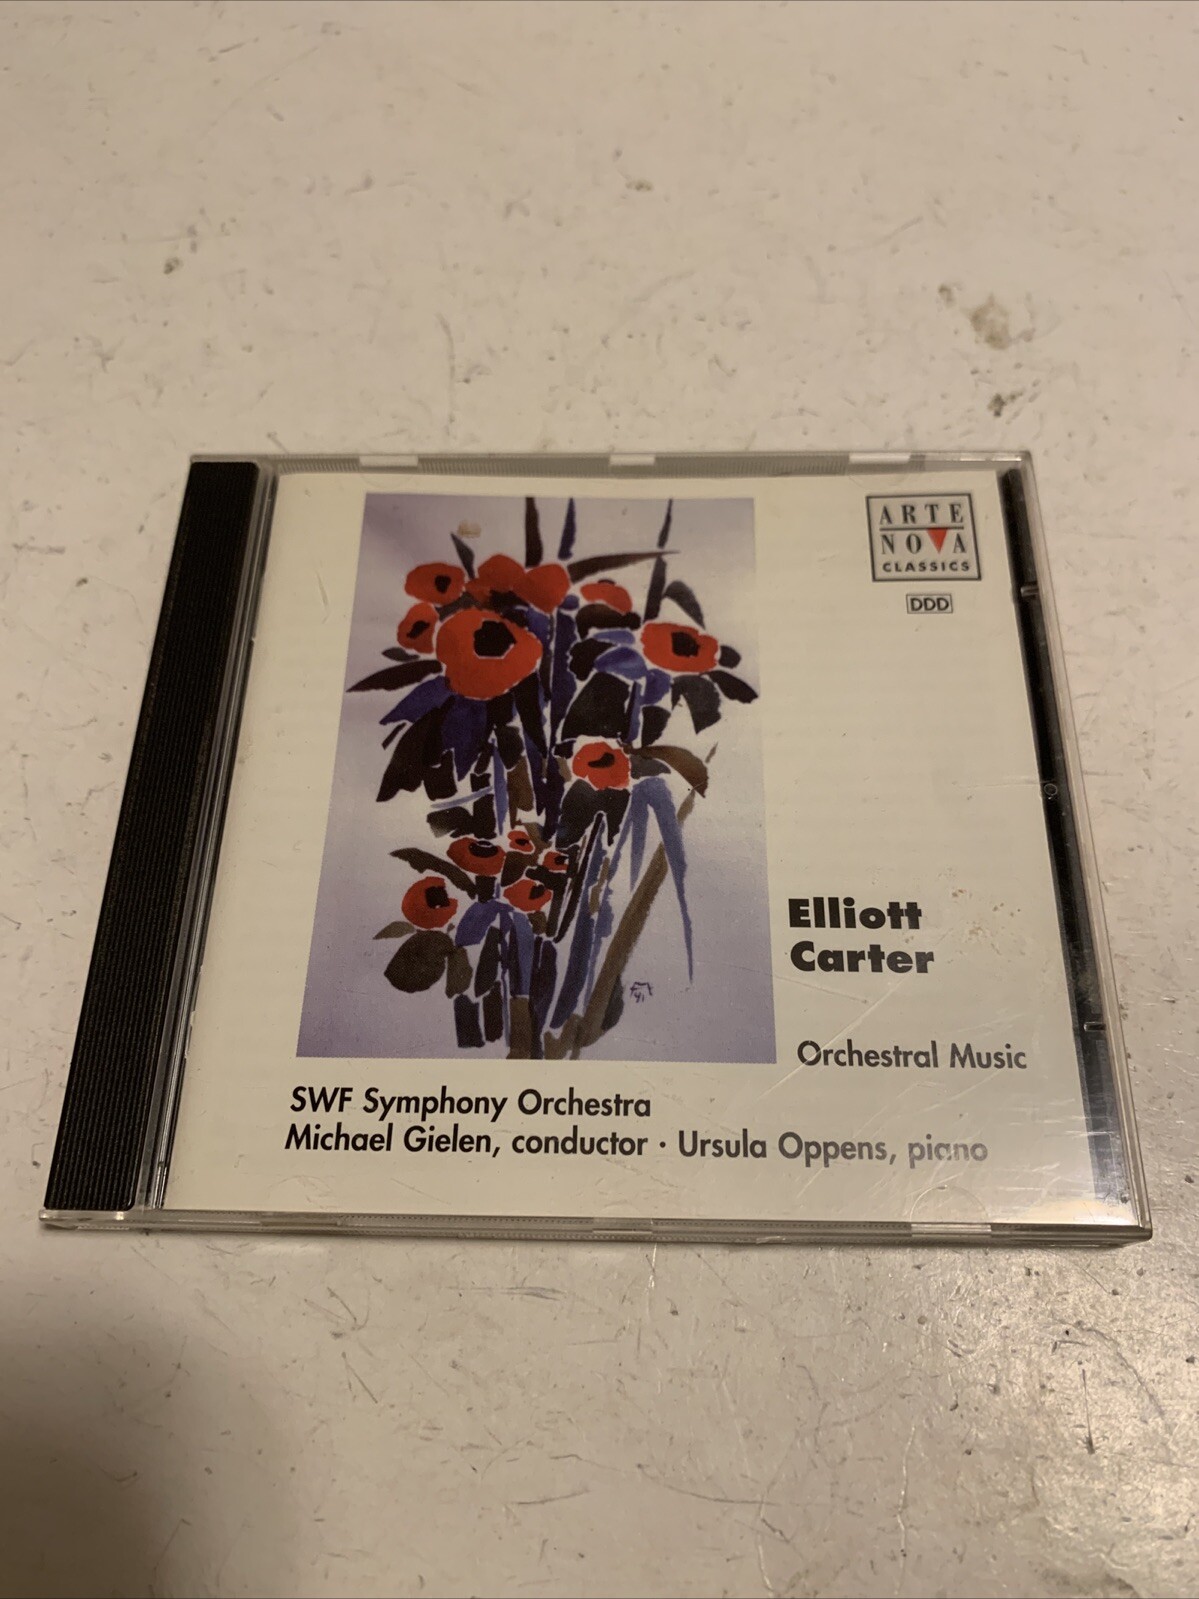 ARTE
NOVA
CLASSICS
DDD
Elliott
Carter
Orchestral Music
SWF Symphony Orchestra
Michael Gielen, conductor · Ursula Oppens, piano